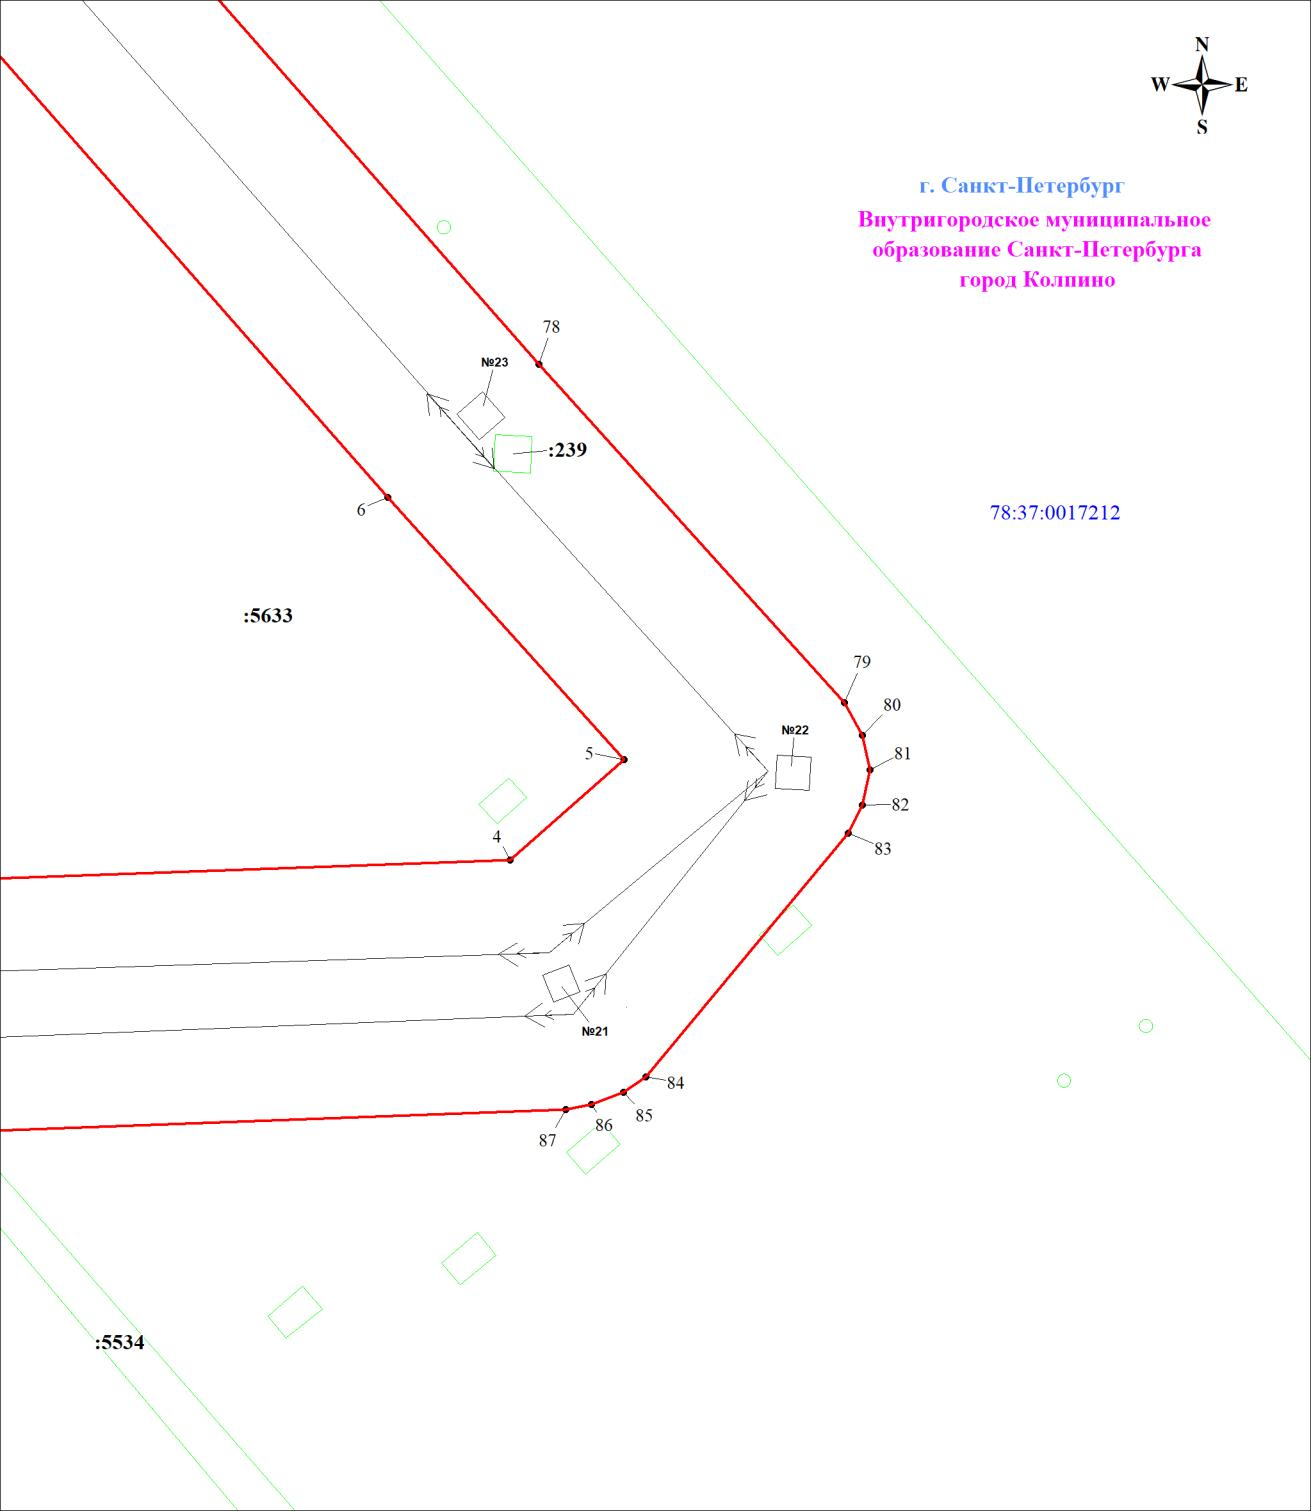 N
W E
S
г. Санкт-Петербург
Внутригородское муниципальное
образование Санкт-Петербурга
город Колпино
78
№23
:239
6
78:37:0017212
:5633
79
80
№22
5
81
82
4
83
№21
84
85
86
87
:5534